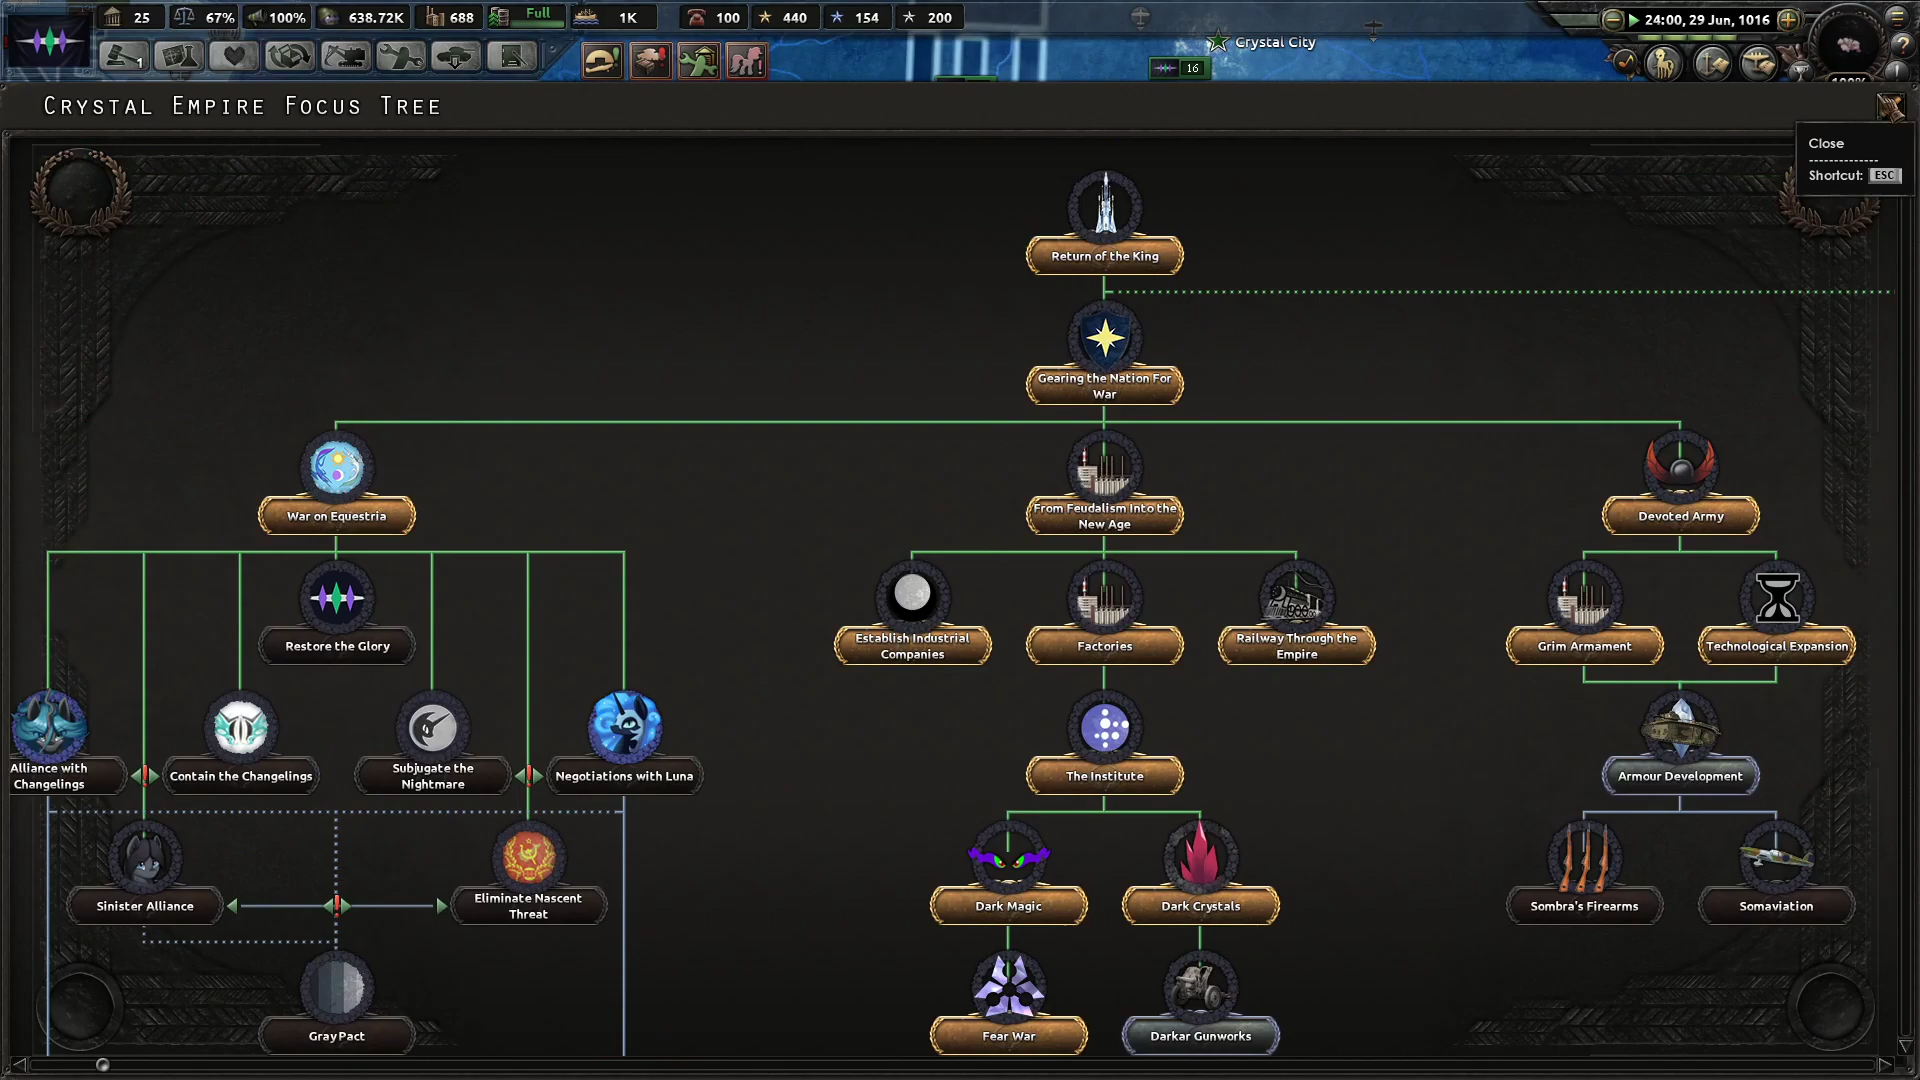 25
67%
100%
638.72K
688
Full
1K
100
440
154
200
24:00, 29 Jun, 1016
1
Crystal City
16
100%
Crystal Empire Focus Tree
Close
--------------
Shortcut: ESC
Return of the King
Gearing the Nation For
War
War on Equestria
From Feudalism Into the
New Age
Devoted Army
Restore the Glory
Establish Industrial
Companies
Factories
Railway Through the
Empire
Grim Armament
Technological Expansion
Alliance with
Changelings
Contain the Changelings
Subjugate the
Nightmare
Negotiations with Luna
The Institute
Armour Development
Sinister Alliance
Eliminate Nascent
Threat
Dark Magic
Dark Crystals
Sombra's Firearms
Somaviation
Gray Pact
Fear War
Darkar Gunworks